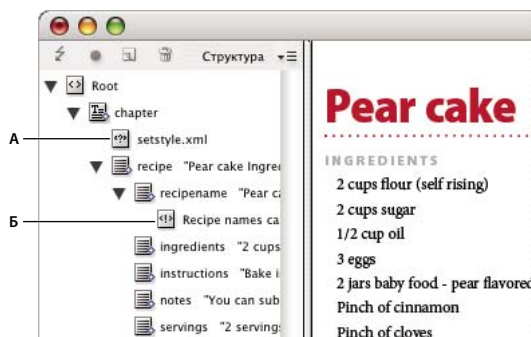 Структура
Root
chapter
А
setstyle.xml
recipe "Pear cake Ingre
recipename "Pear c
Б
Recipe names ca
ingredients "2 cups
instructions "Bake i
notes "You can sub
servings "2 serving
Pear cake
INGREDIENTS
2 cups flour (self rising)
2 cups sugar
1/2 cup oil
3 eggs
2 jars baby food - pear flavored
Pinch of cinnamon
Pinch of cloves